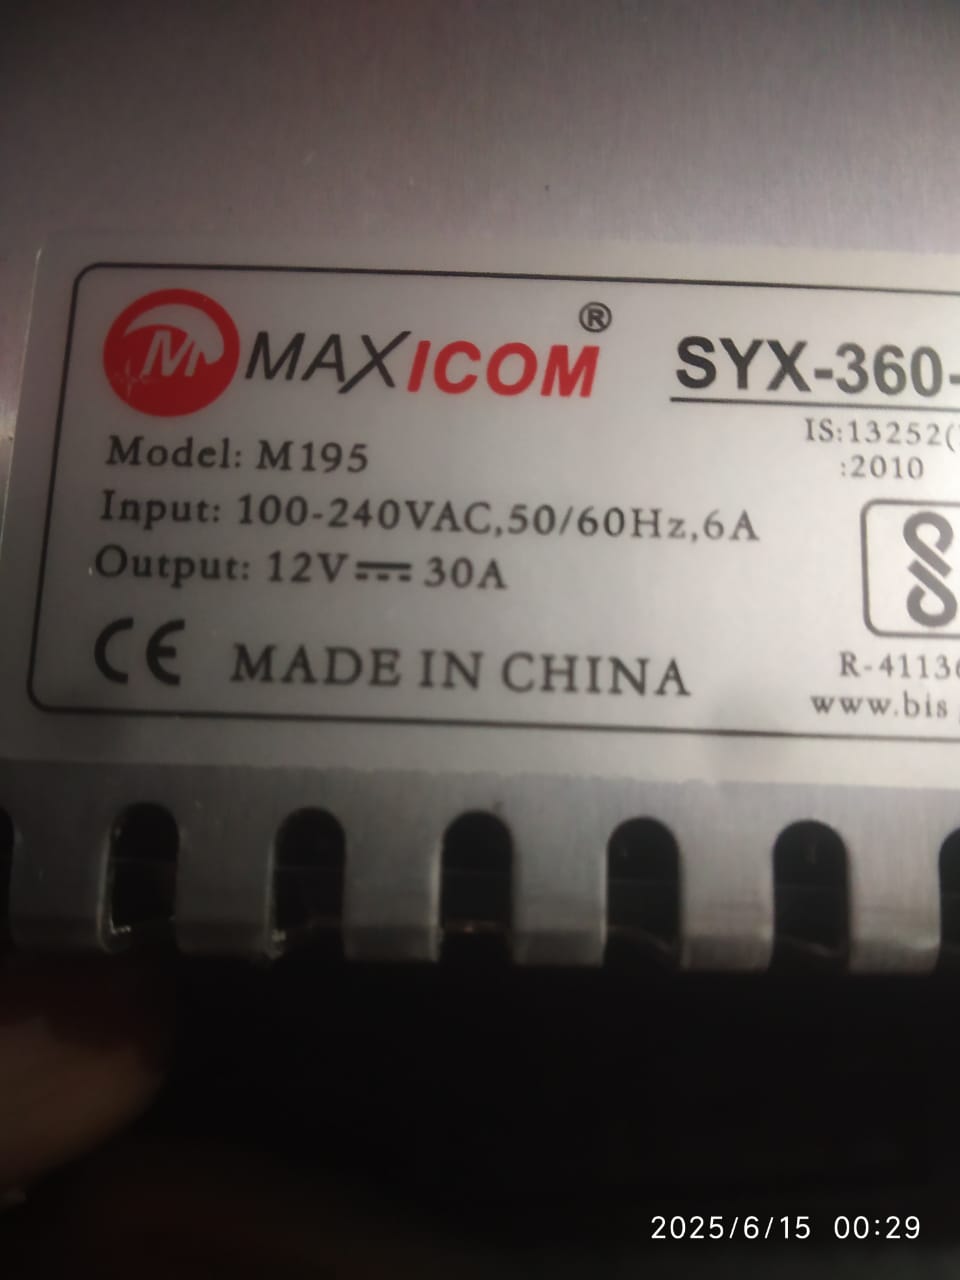 M MAXICOM ® SYX-360-
IS:13252(
:2010
Model: M195
Input: 100-240VAC,50/60Hz,6A
Output: 12V⎓30A
CE MADE IN CHINA
R-4113
www.bis
2025/6/15 00:29